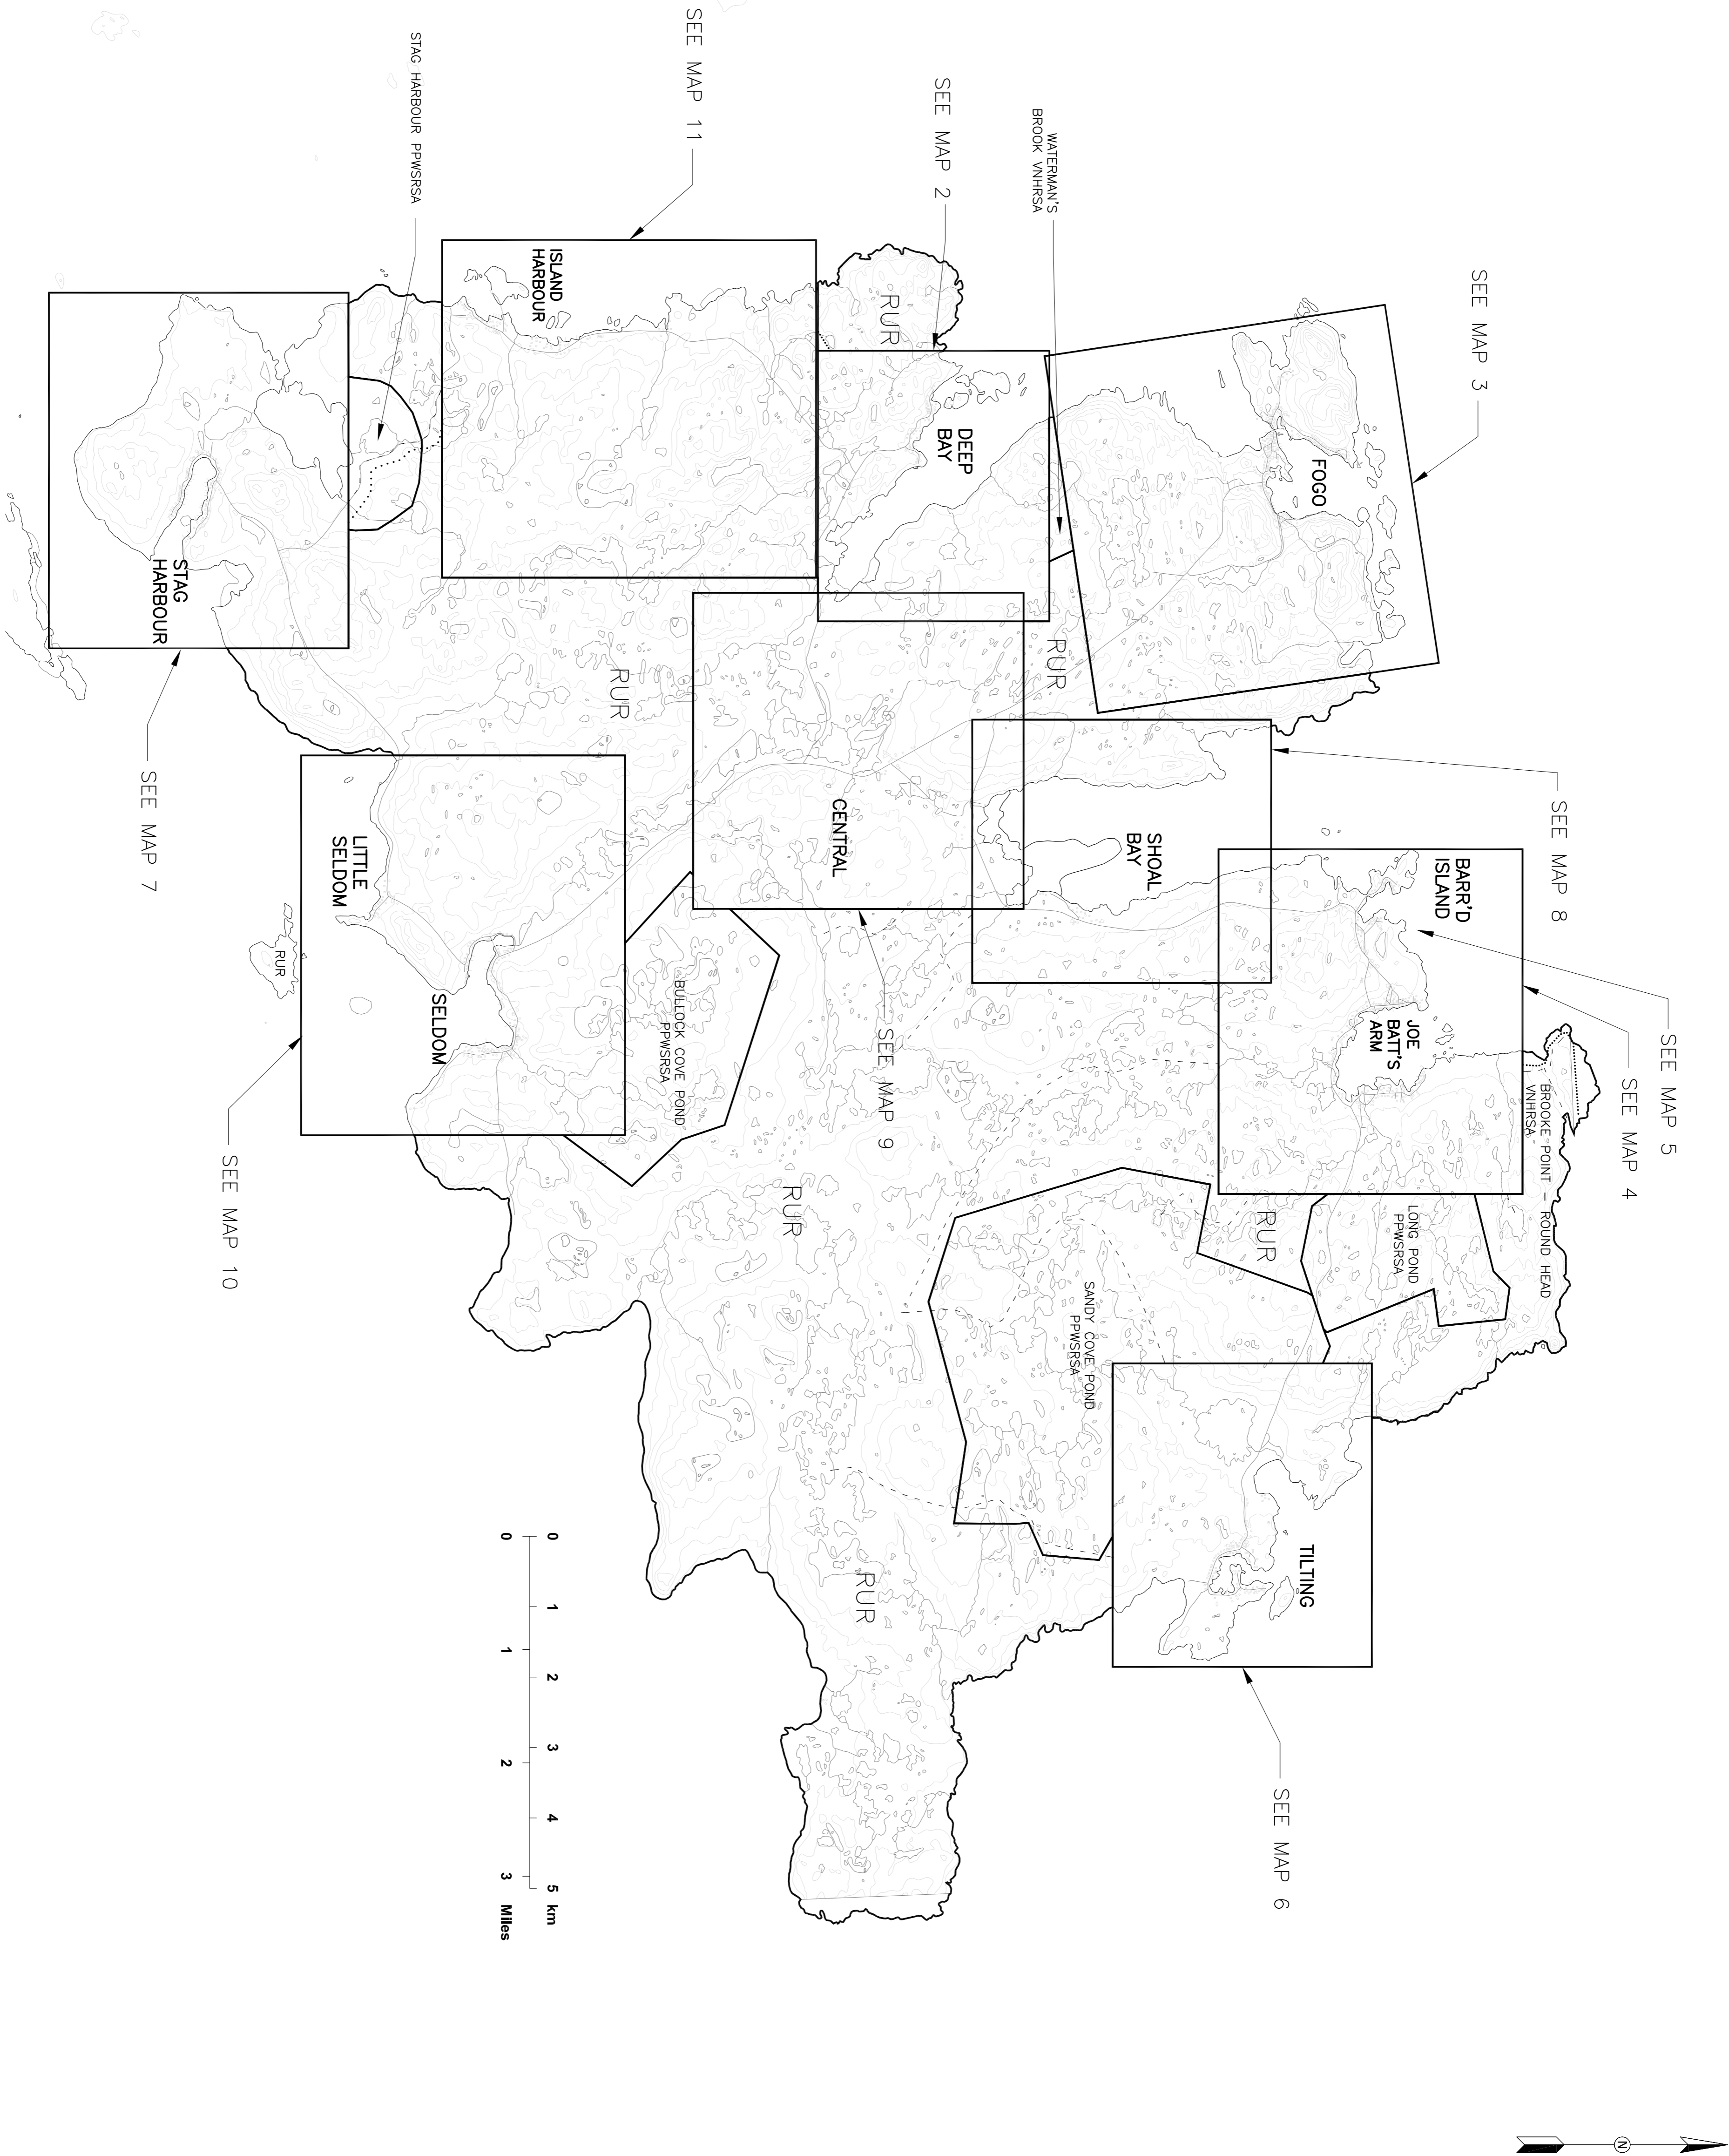 SEE MAP 5
SEE MAP 4
BROOKE POINT - ROUND HEAD
VNHRSA
SEE MAP 8
SEE MAP 3
BARR'D
ISLAND
JOE
BATT'S
ARM
LONG POND
PPWSRSA
FOGO
TILTING
SEE MAP 6
RUR
SHOAL
BAY
SANDY COVE POND
PPWSRSA
WATERMAN'S
BROOK VNHRSA
RUR
SEE MAP 2
DEEP
BAY
RUR
SEE MAP 9
RUR
CENTRAL
RUR
SEE MAP 11
BULLOCK COVE POND
PPWSRSA
RUR
ISLAND
HARBOUR
0 1 2 3 4 5 km
0 1 2 3 Miles
STAG HARBOUR PPWSRSA
SELDOM
LITTLE
SELDOM
RUR
SEE MAP 10
STAG
HARBOUR
SEE MAP 7
N